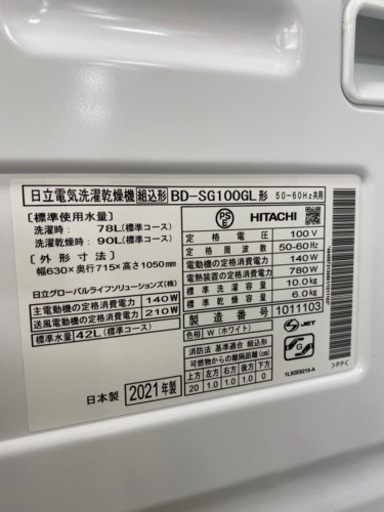 日立電気洗濯乾燥機 組込形 BD-SG100GL形 50-60Hz共用
〔標準使用水量〕
洗濯時： 78L(標準コース)
洗濯乾燥時： 90L(標準コース)
〔外形寸法〕
幅630×奥行715×高さ1050mm
日立グローバルライフソリューションズ(株)
主電動機の定格消費電力 140W
送風電動機の定格消費電力 210W
標準水量 42L(標準コース)
日本製 2021年製
PS
E
HITACHI
定格電圧 100V
定格周波数 50-60Hz
電動機の定格消費電力 140W
電熱装置の定格消費電力 780W
標準洗濯容量 10.0kg
標準乾燥容量 6.0kg
製造番号 1011103
色相 W (ホワイト)
消防法 基準適合 組込形
可燃物からの離隔距離(cm)
上方 左方 右方 前方 後方 下方
20 1.0 1.0 1.0 0
S JET
G
1L92E9215-A
>PP<